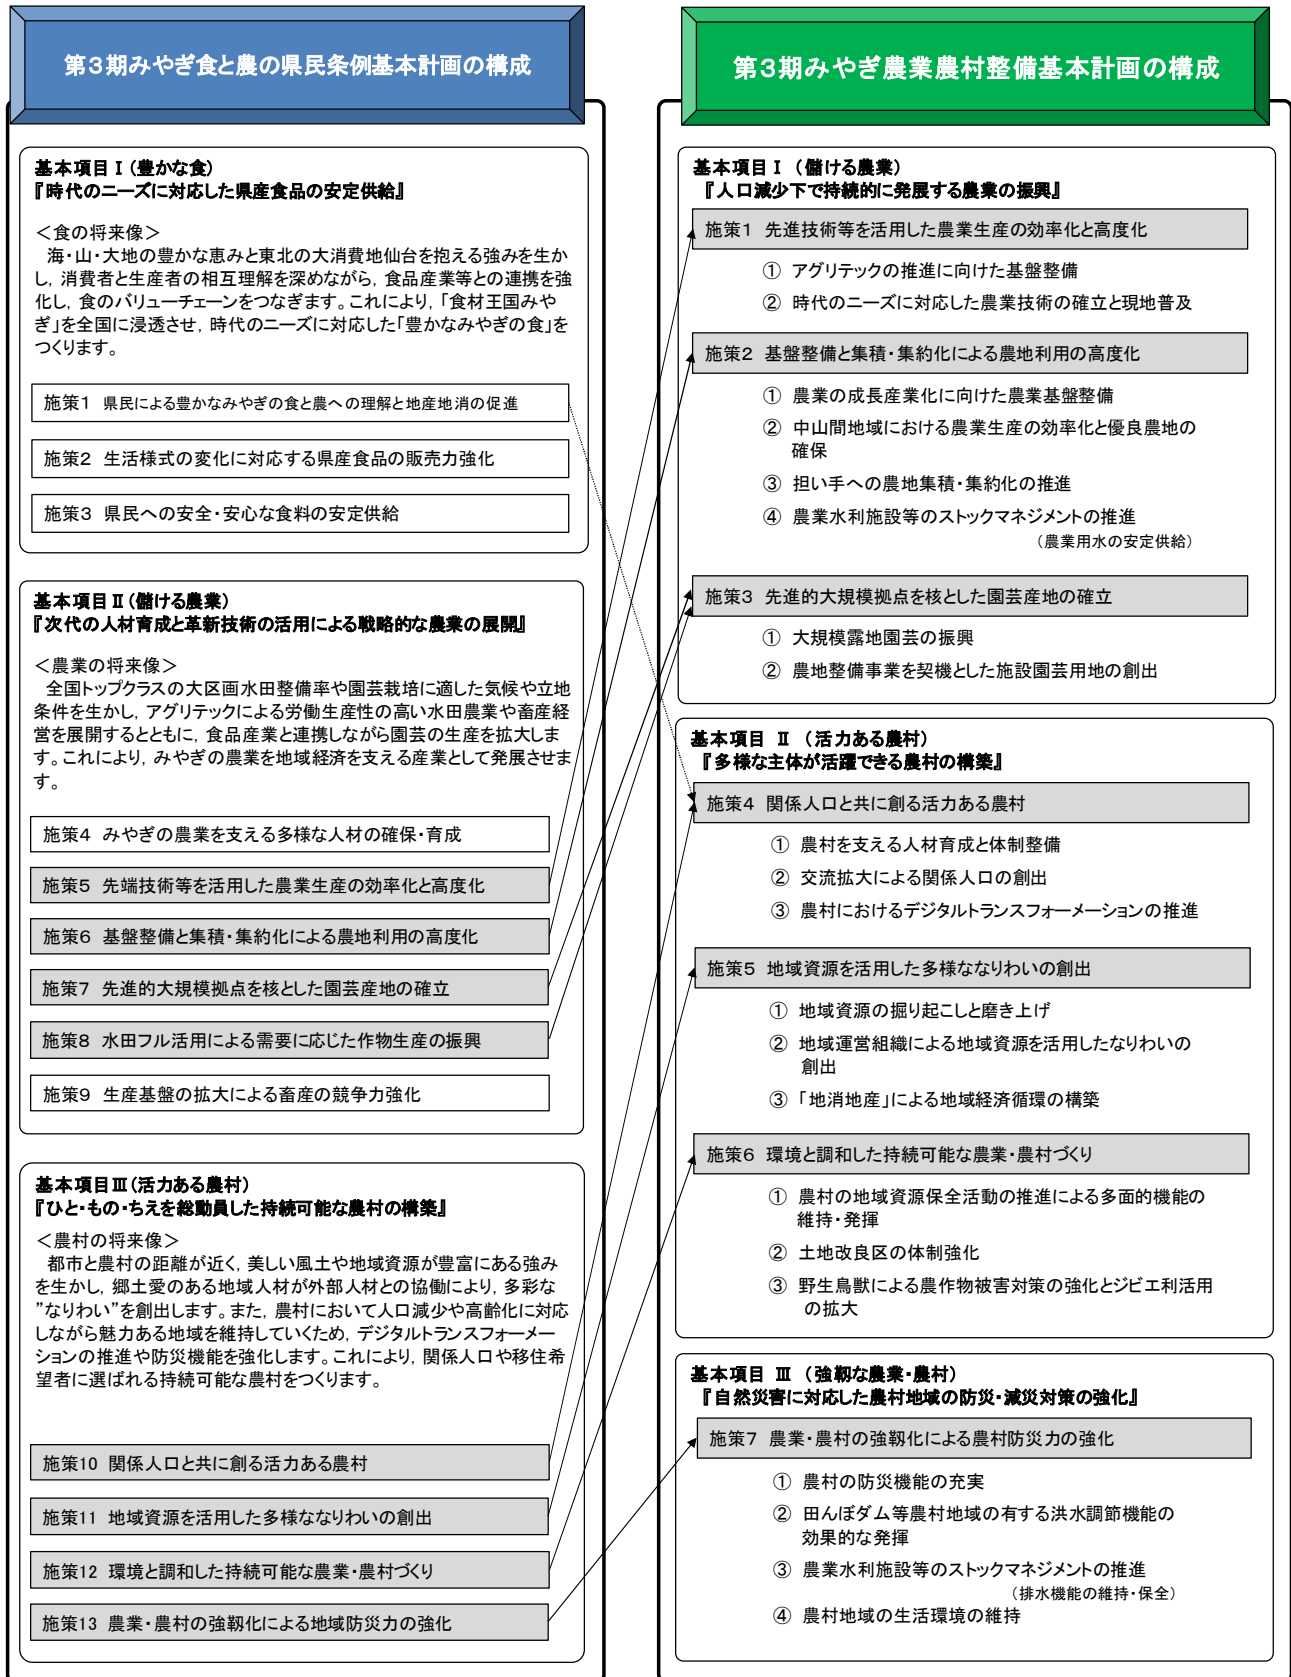 第3期みやぎ食と農の県民条例基本計画の構成
基本項目Ⅰ（豊かな食）
『時代のニーズに対応した県産食品の安定供給』
＜食の将来像＞
海・山・大地の豊かな恵みと東北の大消費地仙台を抱える強みを生か
し，消費者と生産者の相互理解を深めながら，食品産業等との連携を強
化し，食のバリューチェーンをつなぎます。これにより，「食材王国みや
ぎ」を全国に浸透させ，時代のニーズに対応した「豊かなみやぎの食」を
つくります。
施策1 県民による豊かなみやぎの食と農への理解と地産地消の促進
施策2 生活様式の変化に対応する県産食品の販売力強化
施策3 県民への安全・安心な食料の安定供給
基本項目Ⅱ（儲ける農業）
『次代の人材育成と革新技術の活用による戦略的な農業の展開』
＜農業の将来像＞
全国トップクラスの大区画水田整備率や園芸栽培に適した気候や立地
条件を生かし，アグリテックによる労働生産性の高い水田農業や畜産経
営を展開するとともに，食品産業と連携しながら園芸の生産を拡大しま
す。これにより，みやぎの農業を地域経済を支える産業として発展させま
す。
施策4 みやぎの農業を支える多様な人材の確保・育成
施策5 先端技術等を活用した農業生産の効率化と高度化
施策6 基盤整備と集積・集約化による農地利用の高度化
施策7 先進的大規模拠点を核とした園芸産地の確立
施策8 水田フル活用による需要に応じた作物生産の振興
施策9 生産基盤の拡大による畜産の競争力強化
基本項目Ⅲ（活力ある農村）
『ひと・もの・ちえを総動員した持続可能な農村の構築』
＜農村の将来像＞
都市と農村の距離が近く，美しい風土や地域資源が豊富にある強み
を生かし，郷土愛のある地域人材が外部人材との協働により，多彩な
”なりわい”を創出します。また，農村において人口減少や高齢化に対応
しながら魅力ある地域を維持していくため，デジタルトランスフォーメー
ションの推進や防災機能を強化します。これにより，関係人口や移住希
望者に選ばれる持続可能な農村をつくります。
施策10 関係人口と共に創る活力ある農村
施策11 地域資源を活用した多様ななりわいの創出
施策12 環境と調和した持続可能な農業・農村づくり
施策13 農業・農村の強靱化による地域防災力の強化
第3期みやぎ農業農村整備基本計画の構成
基本項目Ⅰ （儲ける農業）
『人口減少下で持続的に発展する農業の振興』
施策1 先進技術等を活用した農業生産の効率化と高度化
① アグリテックの推進に向けた基盤整備
② 時代のニーズに対応した農業技術の確立と現地普及
施策2 基盤整備と集積・集約化による農地利用の高度化
① 農業の成長産業化に向けた農業基盤整備
② 中山間地域における農業生産の効率化と優良農地の
確保
③ 担い手への農地集積・集約化の推進
④ 農業水利施設等のストックマネジメントの推進
（農業用水の安定供給）
施策3 先進的大規模拠点を核とした園芸産地の確立
① 大規模露地園芸の振興
② 農地整備事業を契機とした施設園芸用地の創出
基本項目 Ⅱ （活力ある農村）
『多様な主体が活躍できる農村の構築』
施策4 関係人口と共に創る活力ある農村
① 農村を支える人材育成と体制整備
② 交流拡大による関係人口の創出
③ 農村におけるデジタルトランスフォーメーションの推進
施策5 地域資源を活用した多様ななりわいの創出
① 地域資源の掘り起こしと磨き上げ
② 地域運営組織による地域資源を活用したなりわいの
創出
③ 「地消地産」による地域経済循環の構築
施策6 環境と調和した持続可能な農業・農村づくり
① 農村の地域資源保全活動の推進による多面的機能の
維持・発揮
② 土地改良区の体制強化
③ 野生鳥獣による農作物被害対策の強化とジビエ利活用
の拡大
基本項目 Ⅲ （強靱な農業・農村）
『自然災害に対応した農村地域の防災・減災対策の強化』
施策7 農業・農村の強靱化による農村防災力の強化
① 農村の防災機能の充実
② 田んぼダム等農村地域の有する洪水調節機能の
効果的な発揮
③ 農業水利施設等のストックマネジメントの推進
（排水機能の維持・保全）
④ 農村地域の生活環境の維持